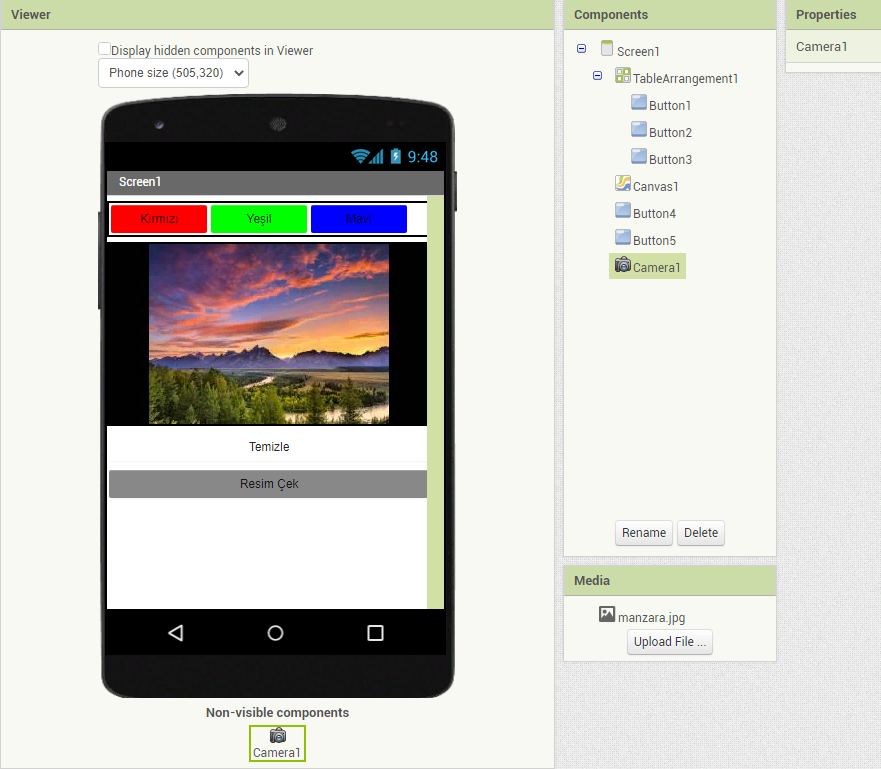 Viewer
Display hidden components in Viewer
Phone size (505,320)
9:48
Screen1
Kırmızı Yeşil Mavi
Temizle
Resim Çek
Non-visible components
Camera1
Components
Screen1
TableArrangement1
Button1
Button2
Button3
Canvas1
Button4
Button5
Camera1
Rename Delete
Media
manzara.jpg
Upload File ...
Properties
Camera1